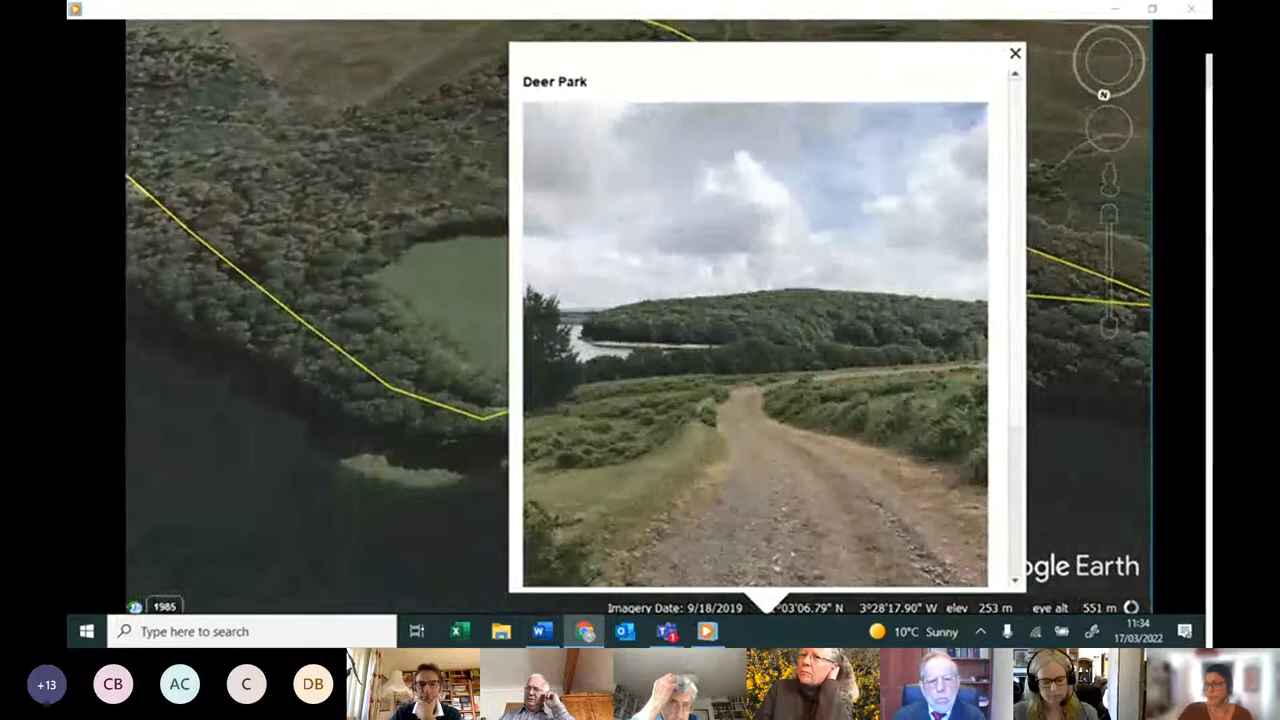 Deer Park
N
ogle Earth
1985
Imagery Date: 9/18/2019 °03'06.79" N 3°28'17.90" W elev 253 m eye alt 551 m
Type here to search
10°C Sunny
11:34
17/03/2022
+13
CB
AC
C
DB